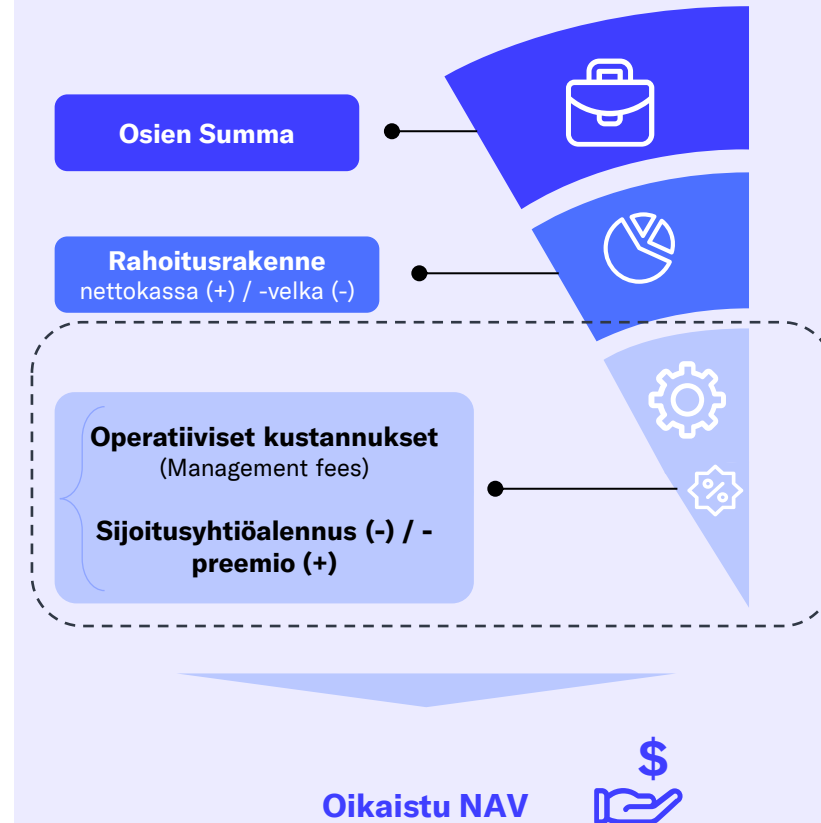 Osien Summa
Rahoitusrakenne
nettokassa (+) / -velka (-)
Operatiiviset kustannukset
(Management fees)
Sijoitusyhtiöalennus (-) / -
preemio (+)
%
$
Oikaistu NAV